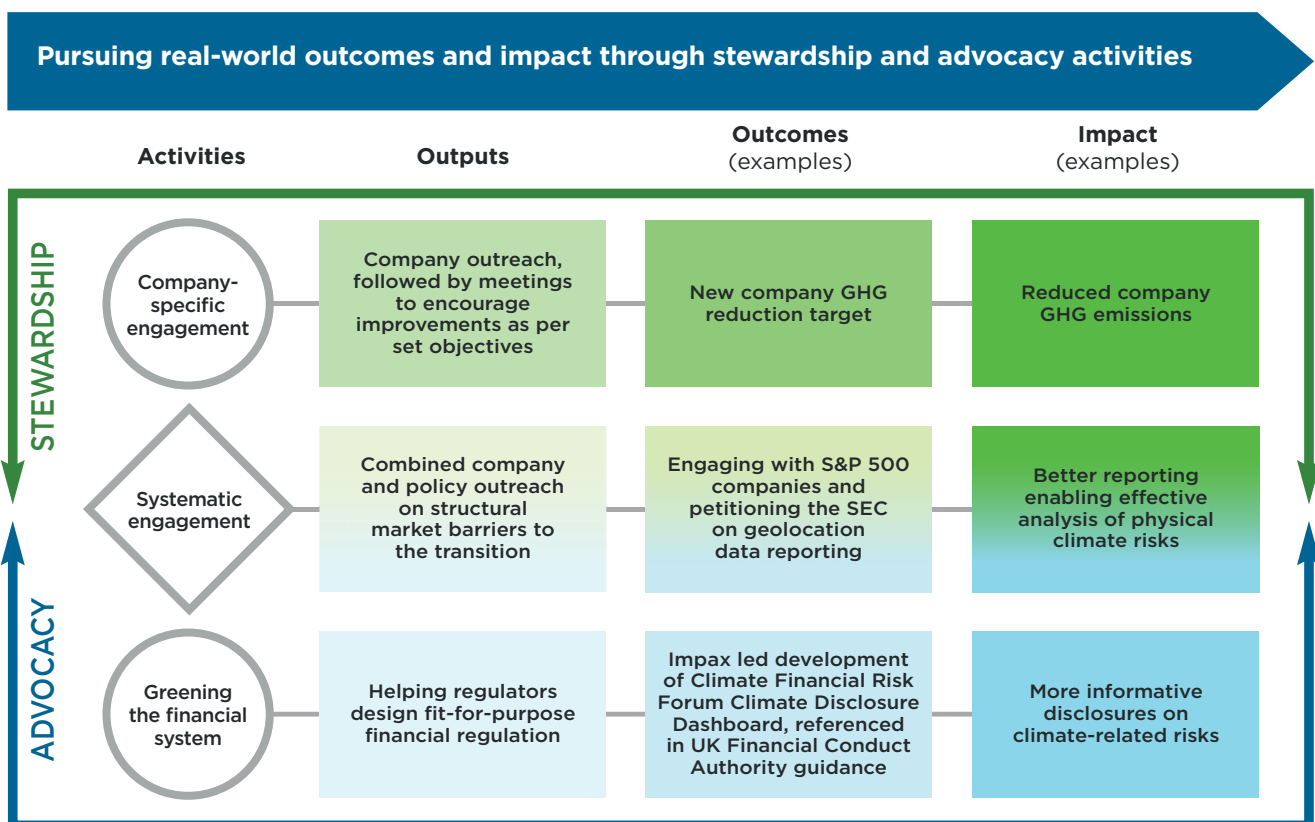 Pursuing real-world outcomes and impact through stewardship and advocacy activities
Activities
Outputs
Outcomes
(examples)
Impact
(examples)
STEWARDSHIP
Company-
specific
engagement
Company outreach,
followed by meetings
to encourage
improvements as per
set objectives
New company GHG
reduction target
Reduced company
GHG emissions
Systematic
engagement
Combined company
and policy outreach
on structural
market barriers to
the transition
Engaging with S&P 500
companies and
petitioning the SEC
on geolocation
data reporting
Better reporting
enabling effective
analysis of physical
climate risks
ADVOCACY
Greening
the financial
system
Helping regulators
design fit-for-purpose
financial regulation
Impax led development
of Climate Financial Risk
Forum Climate Disclosure
Dashboard, referenced
in UK Financial Conduct
Authority guidance
More informative
disclosures on
climate-related risks